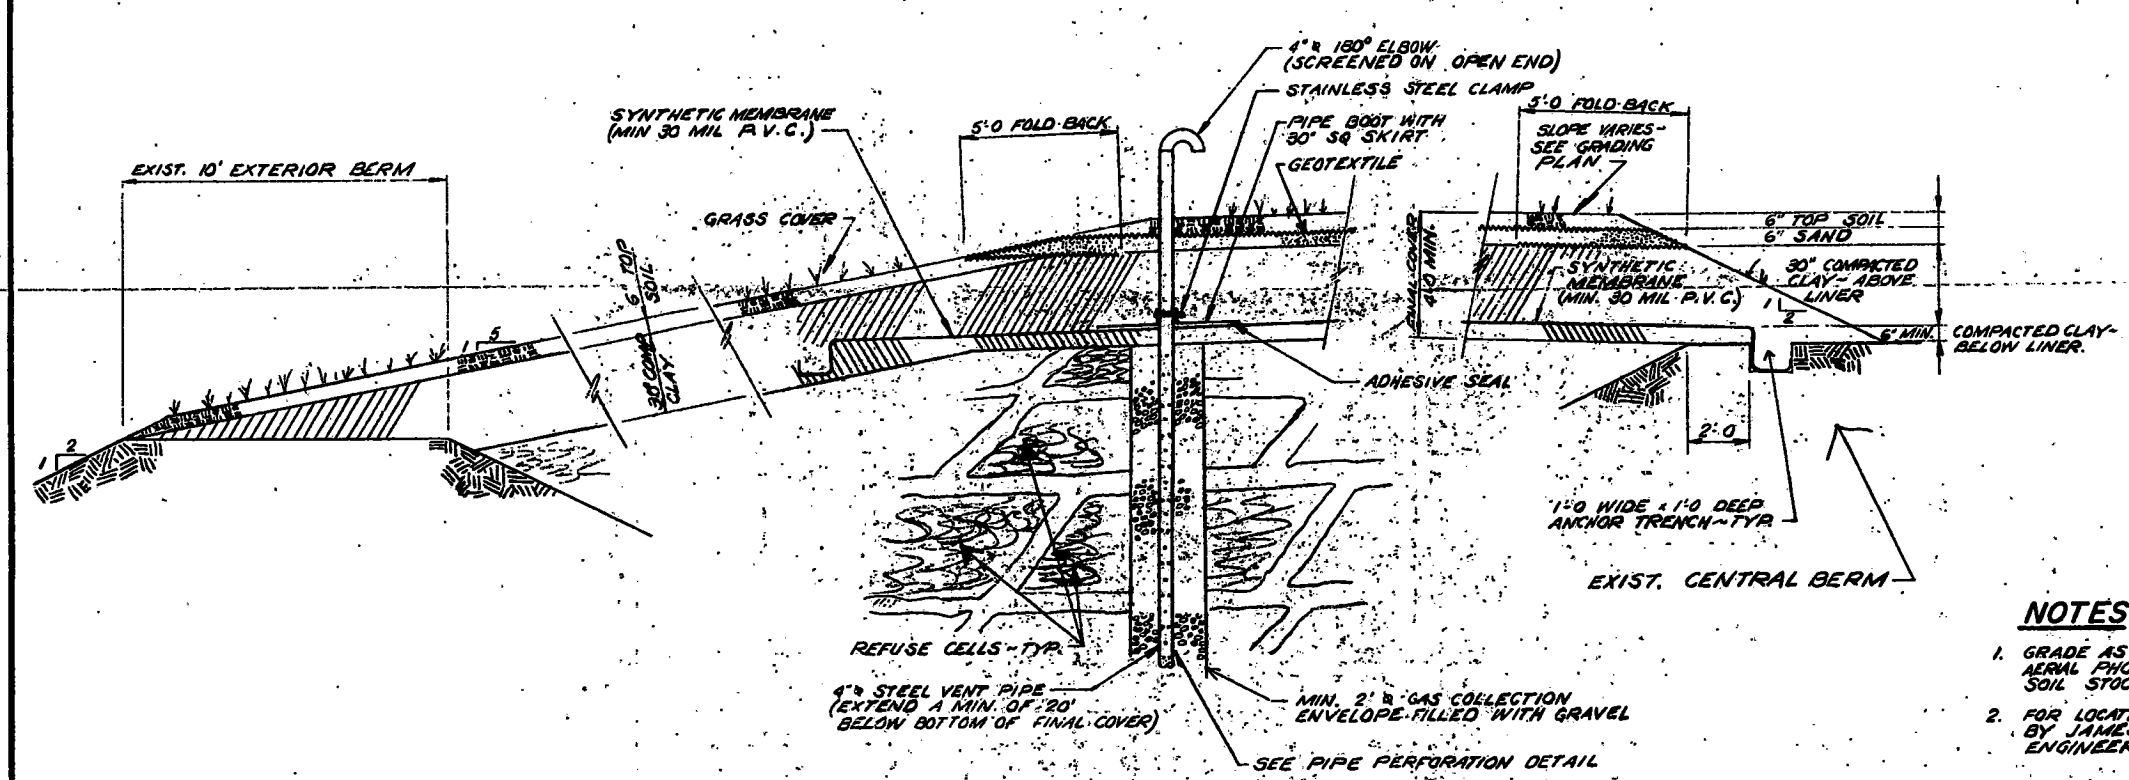 4"⌀ 180° ELBOW
(SCREENED ON OPEN END)
STAINLESS STEEL CLAMP
PIPE BOOT WITH
30" SQ SKIRT
GEOTEXTILE
SYNTHETIC MEMBRANE
(MIN 30 MIL P.V.C.)
5'-0 FOLD-BACK
5'-0 FOLD-BACK
SLOPE VARIES~
SEE GRADING
PLAN
EXIST. 10' EXTERIOR BERM
GRASS COVER
6" TOP
SOIL
30" COMP
CLAY
1
5
1
2
FINAL COVER
4'-0 MIN.
6" TOP SOIL
6" SAND
SYNTHETIC
MEMBRANE
(MIN. 30 MIL P.V.C.)
30" COMPACTED
CLAY~ABOVE
LINER
1
2
6" MIN. COMPACTED CLAY~
BELOW LINER.
ADHESIVE SEAL
2'-0
1'-0 WIDE x 1'-0 DEEP
ANCHOR TRENCH~TYP.
EXIST. CENTRAL BERM
REFUSE CELLS~TYP.
4"⌀ STEEL VENT PIPE
(EXTEND A MIN. OF 20'
BELOW BOTTOM OF FINAL COVER)
MIN. 2'⌀ GAS COLLECTION
ENVELOPE FILLED WITH GRAVEL
SEE PIPE PERFORATION DETAIL
NOTES
1. GRADE AS
AERIAL PHO
SOIL STOC
2. FOR LOCAT
BY JAMES
ENGINEER